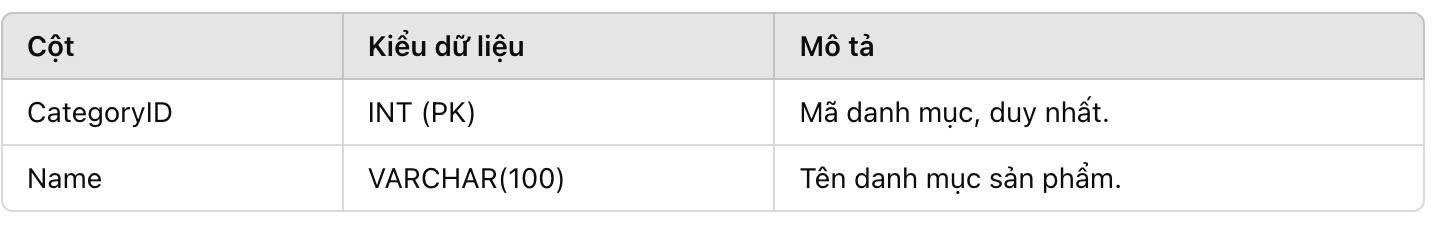 Cột Kiểu dữ liệu Mô tả
CategoryID INT (PK) Mã danh mục, duy nhất.
Name VARCHAR(100) Tên danh mục sản phẩm.